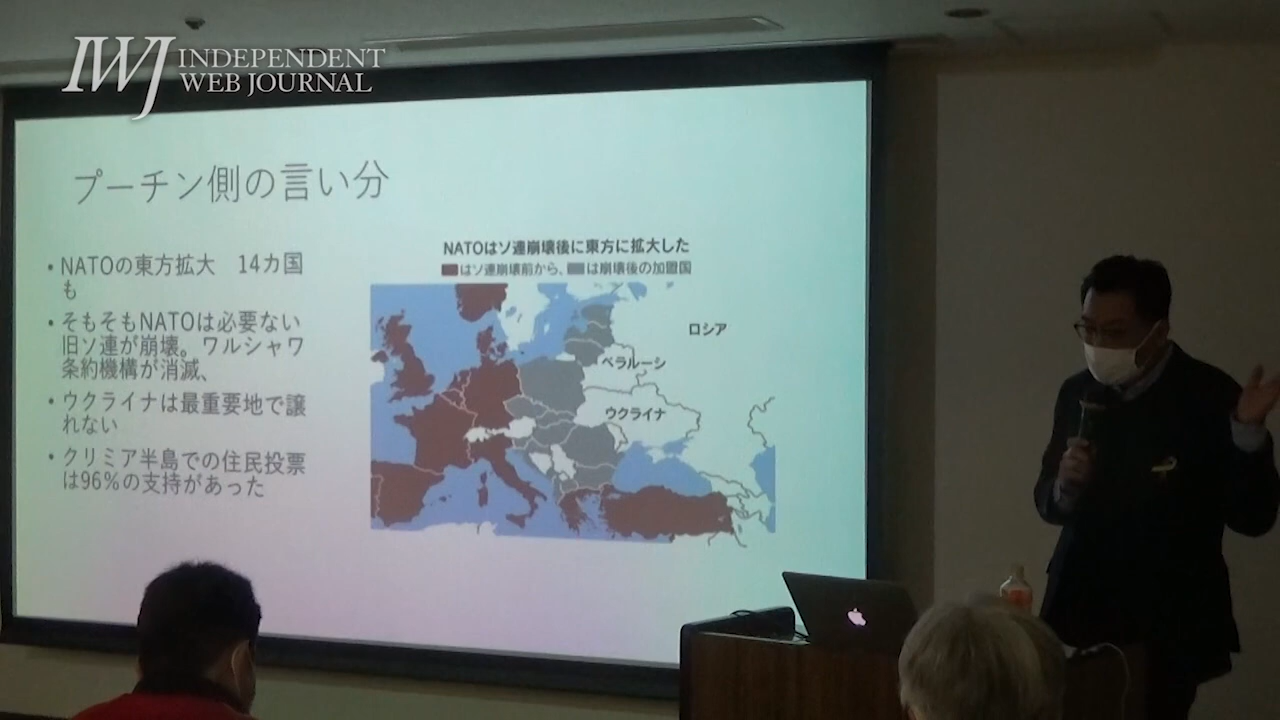 IWJ INDEPENDENT
WEB JOURNAL
プーチン側の言い分
・NATOの東方拡大　14カ国
も
・そもそもNATOは必要ない
旧ソ連が崩壊。ワルシャワ
条約機構が消滅、
・ウクライナは最重要地で譲
れない
・クリミア半島での住民投票
は96%の支持があった
NATOはソ連崩壊後に東方に拡大した
はソ連崩壊前から、 は崩壊後の加盟国
ロシア
ベラルーシ
ウクライナ